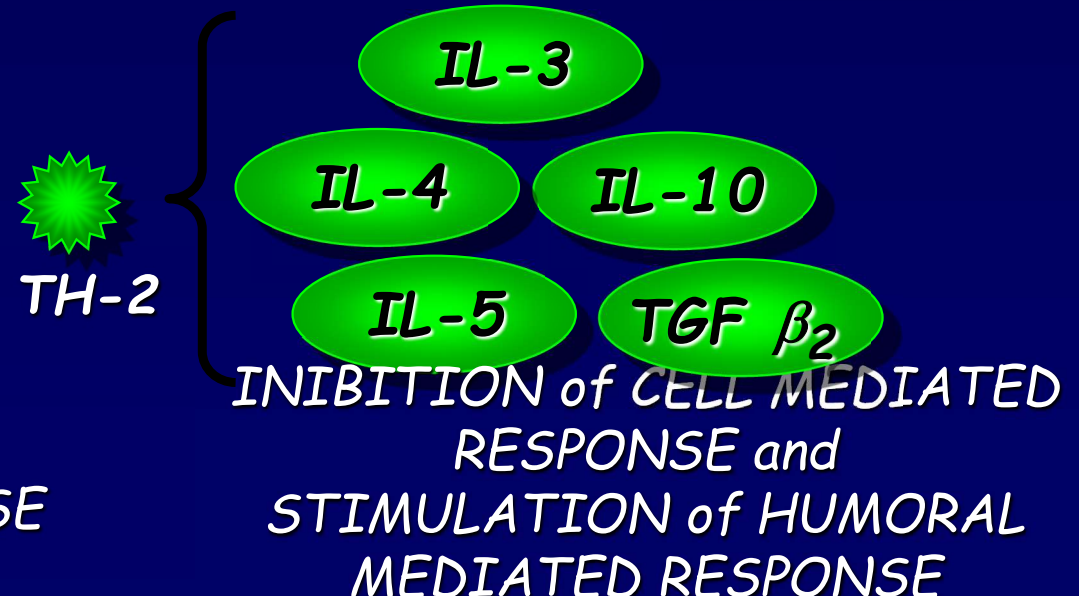 IL-3
IL-4 IL-10
TH-2
IL-5 TGF β₂
INIBITION of CELL MEDIATED
RESPONSE and
SE
STIMULATION of HUMORAL
MEDIATED RESPONSE